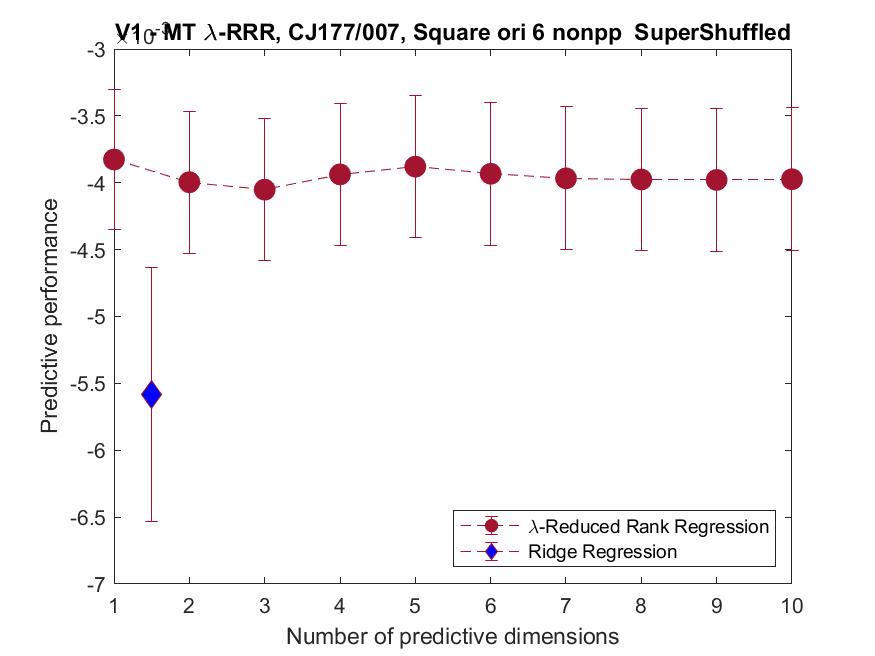 V1 - MT λ-RRR, CJ177/007, Square ori 6 nonpp SuperShuffled
×10-3
-3
-3.5
-4
-4.5
-5
-5.5
-6
-6.5
-7
Predictive performance
λ-Reduced Rank Regression
Ridge Regression
1 2 3 4 5 6 7 8 9 10
Number of predictive dimensions